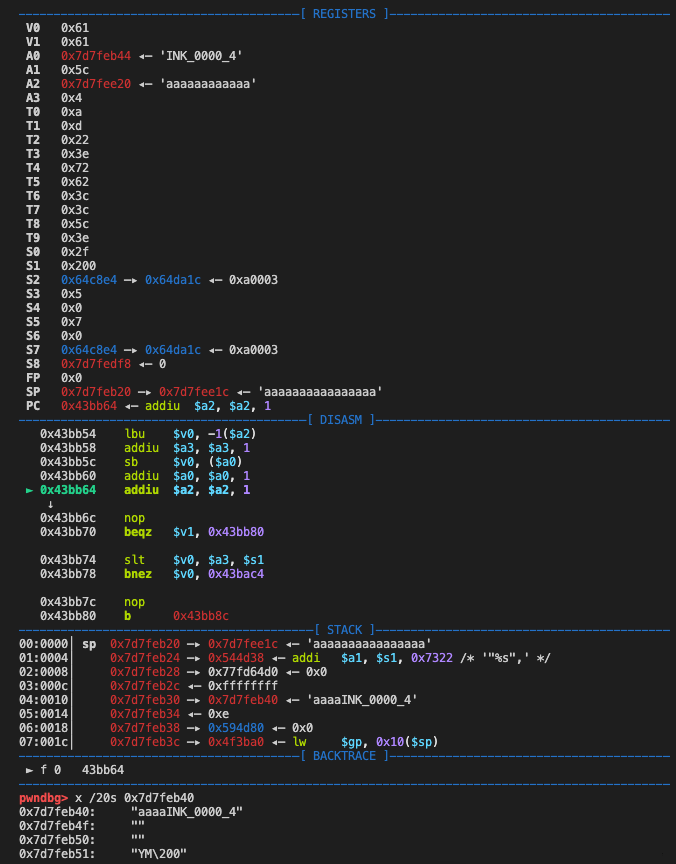 [ REGISTERS ]
V0 0x61
V1 0x61
A0 0x7d7feb44 ◂— 'INK_0000_4'
A1 0x5c
A2 0x7d7fee20 ◂— 'aaaaaaaaaaaa'
A3 0x4
T0 0xa
T1 0xd
T2 0x22
T3 0x3e
T4 0x72
T5 0x62
T6 0x3c
T7 0x3c
T8 0x5c
T9 0x3e
S0 0x2f
S1 0x200
S2 0x64c8e4 —▸ 0x64da1c ◂— 0xa0003
S3 0x5
S4 0x0
S5 0x7
S6 0x0
S7 0x64c8e4 —▸ 0x64da1c ◂— 0xa0003
S8 0x7d7fedf8 ◂— 0
FP 0x0
SP 0x7d7feb20 —▸ 0x7d7fee1c ◂— 'aaaaaaaaaaaaaaaa'
PC 0x43bb64 ◂— addiu $a2, $a2, 1
[ DISASM ]
0x43bb54 lbu $v0, -1($a2)
0x43bb58 addiu $a3, $a3, 1
0x43bb5c sb $v0, ($a0)
0x43bb60 addiu $a0, $a0, 1
► 0x43bb64 addiu $a2, $a2, 1
↓
0x43bb6c nop
0x43bb70 beqz $v1, 0x43bb80
0x43bb74 slt $v0, $a3, $s1
0x43bb78 bnez $v0, 0x43bac4
0x43bb7c nop
0x43bb80 b 0x43bb8c
[ STACK ]
00:0000│ sp 0x7d7feb20 —▸ 0x7d7fee1c ◂— 'aaaaaaaaaaaaaaaa'
01:0004│ 0x7d7feb24 —▸ 0x544d38 ◂— addi $a1, $s1, 0x7322 /* '"%s",' */
02:0008│ 0x7d7feb28 —▸ 0x77fd64d0 ◂— 0x0
03:000c│ 0x7d7feb2c ◂— 0xffffffff
04:0010│ 0x7d7feb30 —▸ 0x7d7feb40 ◂— 'aaaaINK_0000_4'
05:0014│ 0x7d7feb34 ◂— 0xe
06:0018│ 0x7d7feb38 —▸ 0x594d80 ◂— 0x0
07:001c│ 0x7d7feb3c —▸ 0x4f3ba0 ◂— lw $gp, 0x10($sp)
[ BACKTRACE ]
► f 0 43bb64
pwndbg> x /20s 0x7d7feb40
0x7d7feb40: "aaaaINK_0000_4"
0x7d7feb4f: ""
0x7d7feb50: ""
0x7d7feb51: "YM\200"